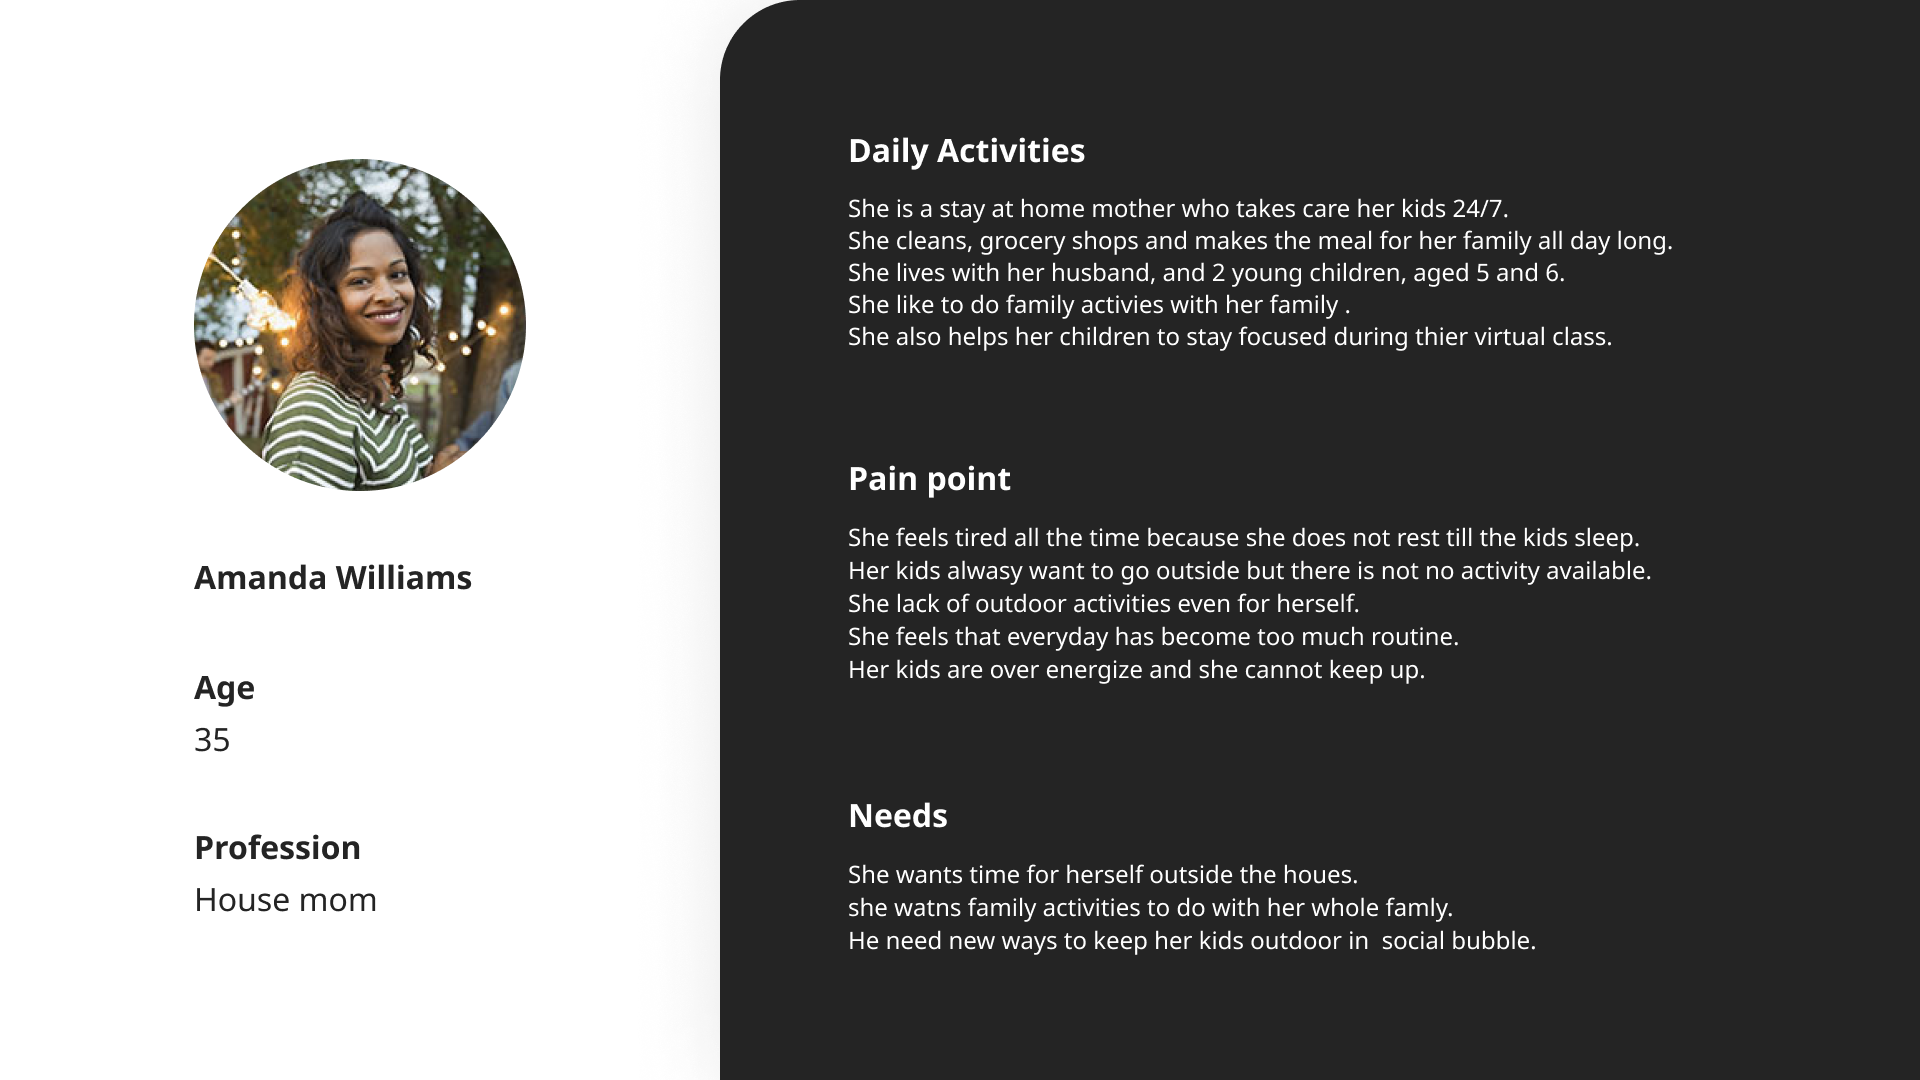 Amanda Williams
Age
35
Profession
House mom
Daily Activities
She is a stay at home mother who takes care her kids 24/7.
She cleans, grocery shops and makes the meal for her family all day long.
She lives with her husband, and 2 young children, aged 5 and 6.
She like to do family activies with her family .
She also helps her children to stay focused during thier virtual class.
Pain point
She feels tired all the time because she does not rest till the kids sleep.
Her kids alwasy want to go outside but there is not no activity available.
She lack of outdoor activities even for herself.
She feels that everyday has become too much routine.
Her kids are over energize and she cannot keep up.
Needs
She wants time for herself outside the houes.
she watns family activities to do with her whole famly.
He need new ways to keep her kids outdoor in  social bubble.